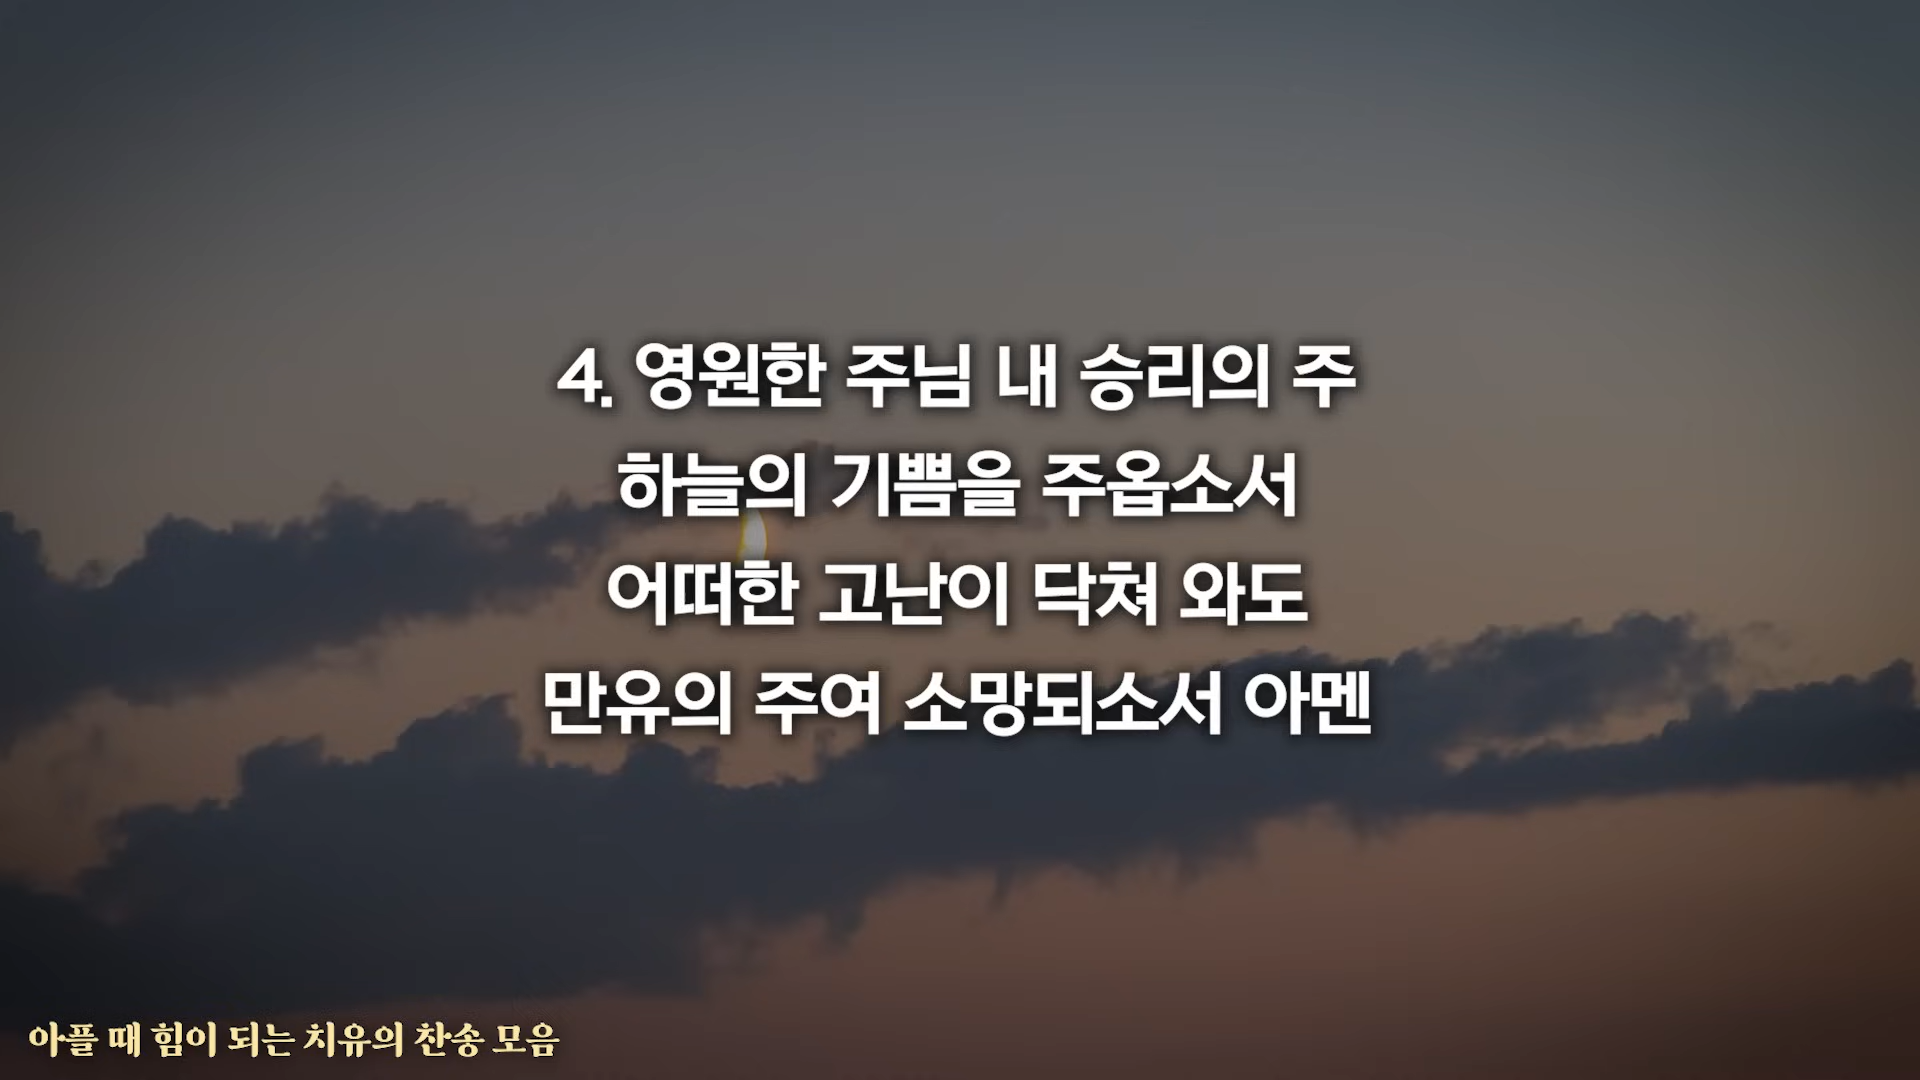 4. 영원한 주님 내 승리의 주
하늘의 기쁨을 주옵소서
어떠한 고난이 닥쳐 와도
만유의 주여 소망되소서 아멘
아플 때 힘이 되는 치유의 찬송 모음